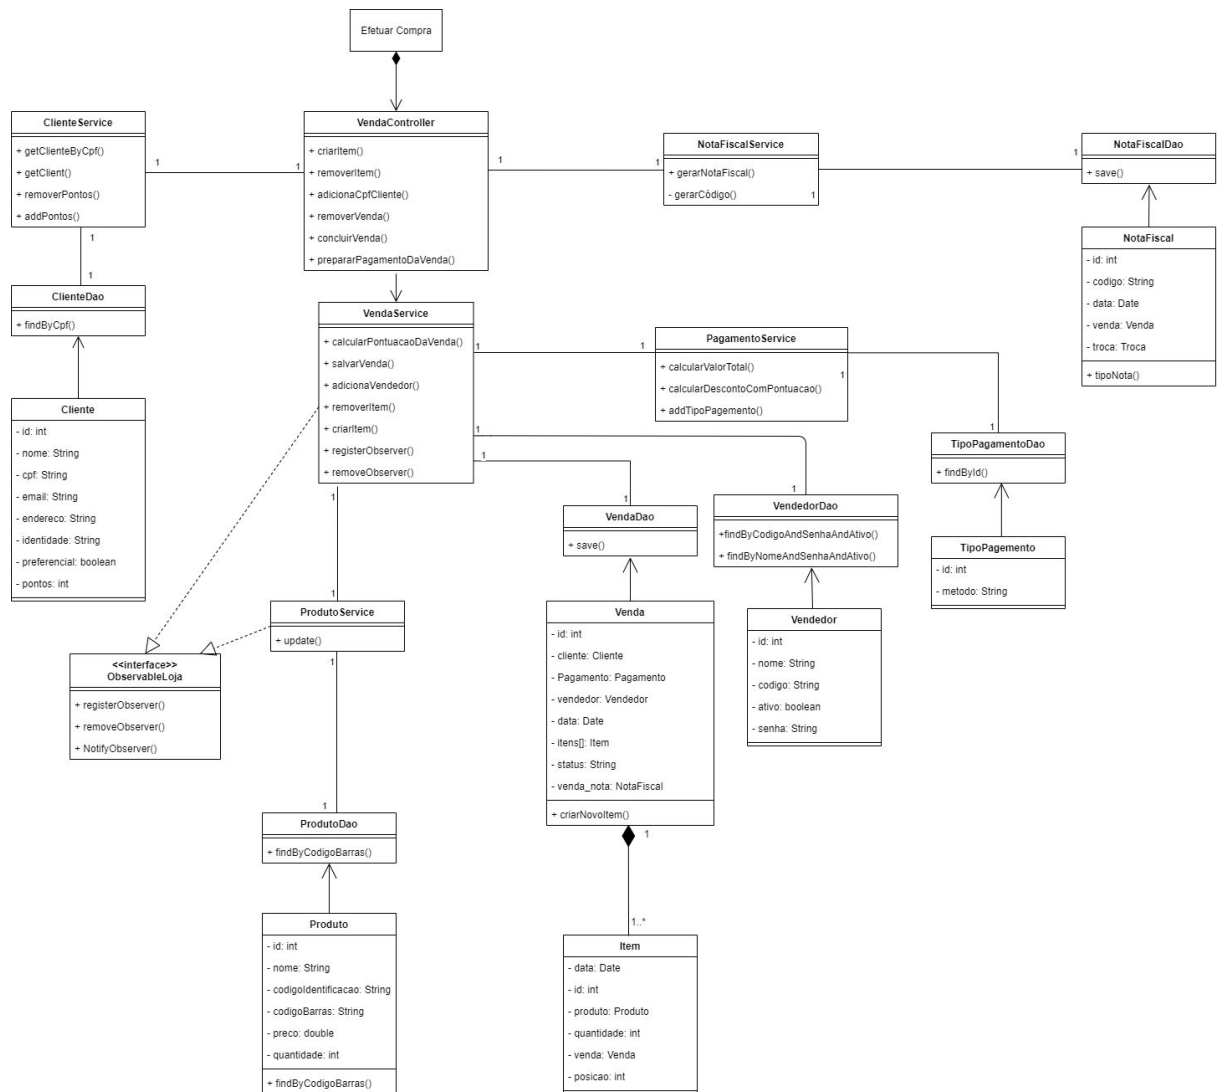 Efetuar Compra
ClienteService
+ getClienteByCpf()
+ getClient()
+ removerPontos()
+ addPontos()
1
1
VendaController
+ criarItem()
+ removerItem()
+ adicionaCpfCliente()
+ removerVenda()
+ concluirVenda()
+ prepararPagamentoDaVenda()
1
1
NotaFiscalService
+ gerarNotaFiscal()
- gerarCódigo()
1
1
NotaFiscalDao
+ save()
NotaFiscal
- id: int
- codigo: String
- data: Date
- venda: Venda
- troca: Troca
+ tipoNota()
1
1
ClienteDao
+ findByCpf()
Cliente
- id: int
- nome: String
- cpf: String
- email: String
- endereco: String
- identidade: String
- preferencial: boolean
- pontos: int
VendaService
+ calcularPontuacaoDaVenda()
+ salvarVenda()
+ adicionaVendedor()
+ removerItem()
+ criarItem()
+ registerObserver()
+ removeObserver()
1
1
PagamentoService
+ calcularValorTotal()
+ calcularDescontoComPontuacao()
+ addTipoPagemento()
1
1
TipoPagamentoDao
+ findById()
TipoPagemento
- id: int
- metodo: String
1
1
VendedorDao
+findByCodigoAndSenhaAndAtivo()
+ findByNomeAndSenhaAndAtivo()
Vendedor
- id: int
- nome: String
- codigo: String
- ativo: boolean
- senha: String
1
1
VendaDao
+ save()
Venda
- id: int
- cliente: Cliente
- Pagamento: Pagamento
- vendedor: Vendedor
- data: Date
- itens[]: Item
- status: String
- venda_nota: NotaFiscal
+ criarNovoItem()
1
1..*
Item
- data: Date
- id: int
- produto: Produto
- quantidade: int
- venda: Venda
- posicao: int
1
1
ProdutoService
+ update()
<<interface>>
ObservableLoja
+ registerObserver()
+ removeObserver()
+ NotifyObserver()
1
1
ProdutoDao
+ findByCodigoBarras()
Produto
- id: int
- nome: String
- codigoIdentificacao: String
- codigoBarras: String
- preco: double
- quantidade: int
+ findByCodigoBarras()